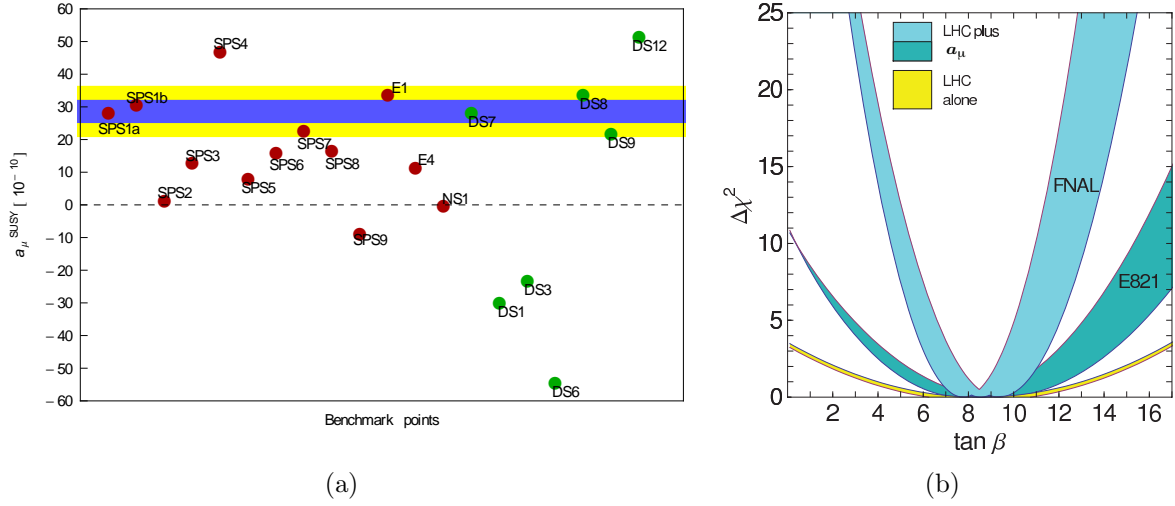 60
50
40
30
20
10
0
− 10
− 20
− 30
− 40
− 50
− 60
a_μ^SUSY [ 10^−10 ]
SPS4
SPS1b
SPS1a
E1
DS12
DS8
DS7
DS9
SPS7
SPS6
SPS8
SPS3
SPS5
E4
SPS2
NS1
SPS9
DS3
DS1
DS6
Benchmark points
(a)
25
20
15
10
5
0
Δχ²
LHC plus
a_μ
LHC
alone
FNAL
E821
2 4 6 8 10 12 14 16
tan β
(b)